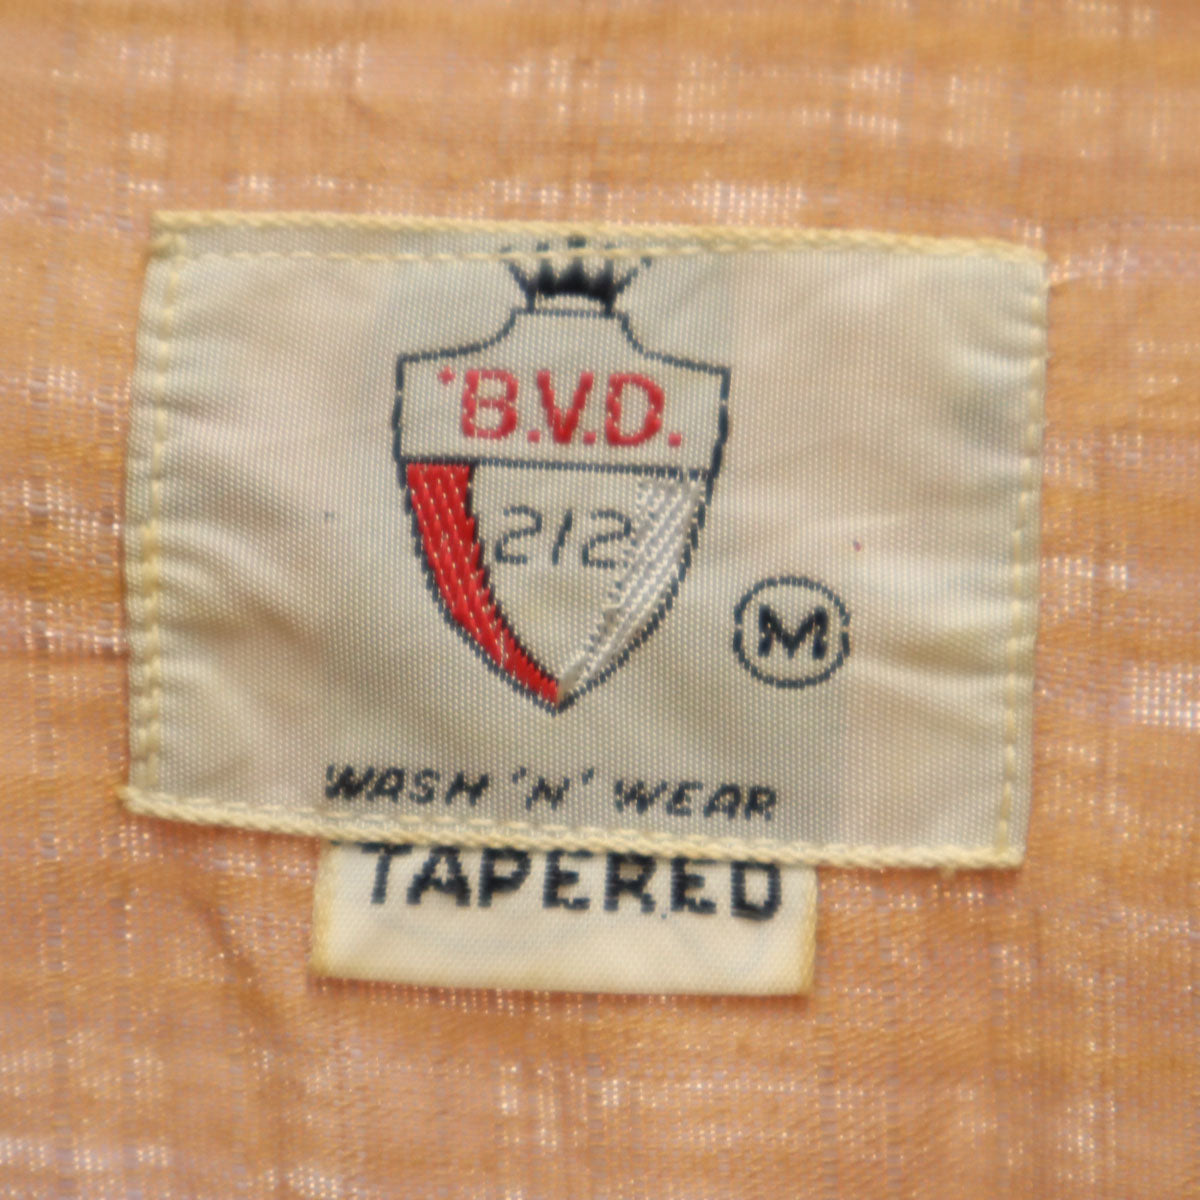 "B.V.D.
212
M
WASH 'N' WEAR
TAPERED